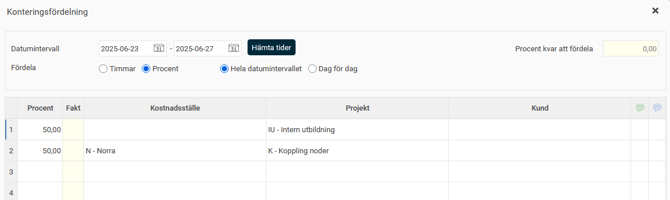 Konteringsfördelning
Datumintervall 2025-06-23 - 2025-06-27 Hämta tider Procent kvar att fördela 0,00
Fördela Timmar Procent Hela datumintervallet Dag för dag
Procent Fakt Kostnadsställe Projekt Kund
1 50,00 IU - Intern utbildning
2 50,00 N - Norra K - Koppling noder
3
4